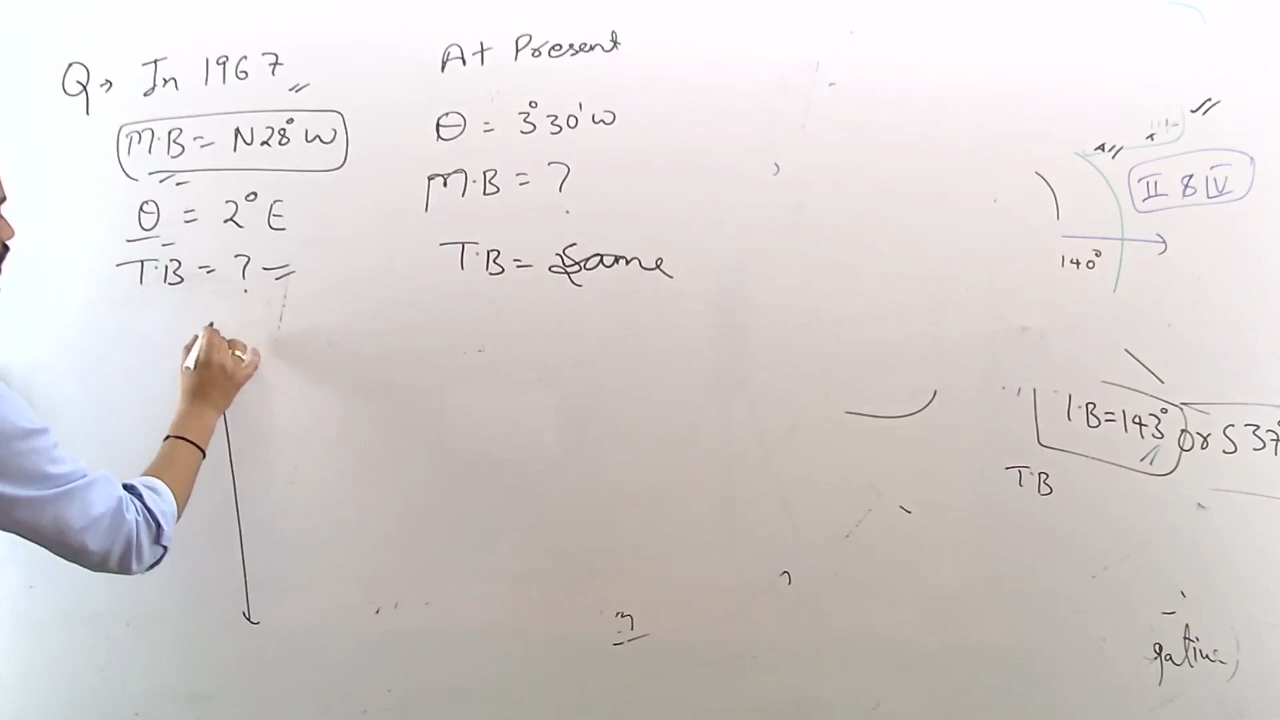 Q→ In 1967
M.B = N28°W
θ = 2°E
T.B = ?
At Present
θ = 3°30'W
M.B = ?
T.B = Same
II & IV
140°
T.B=143° or S37°
T.B